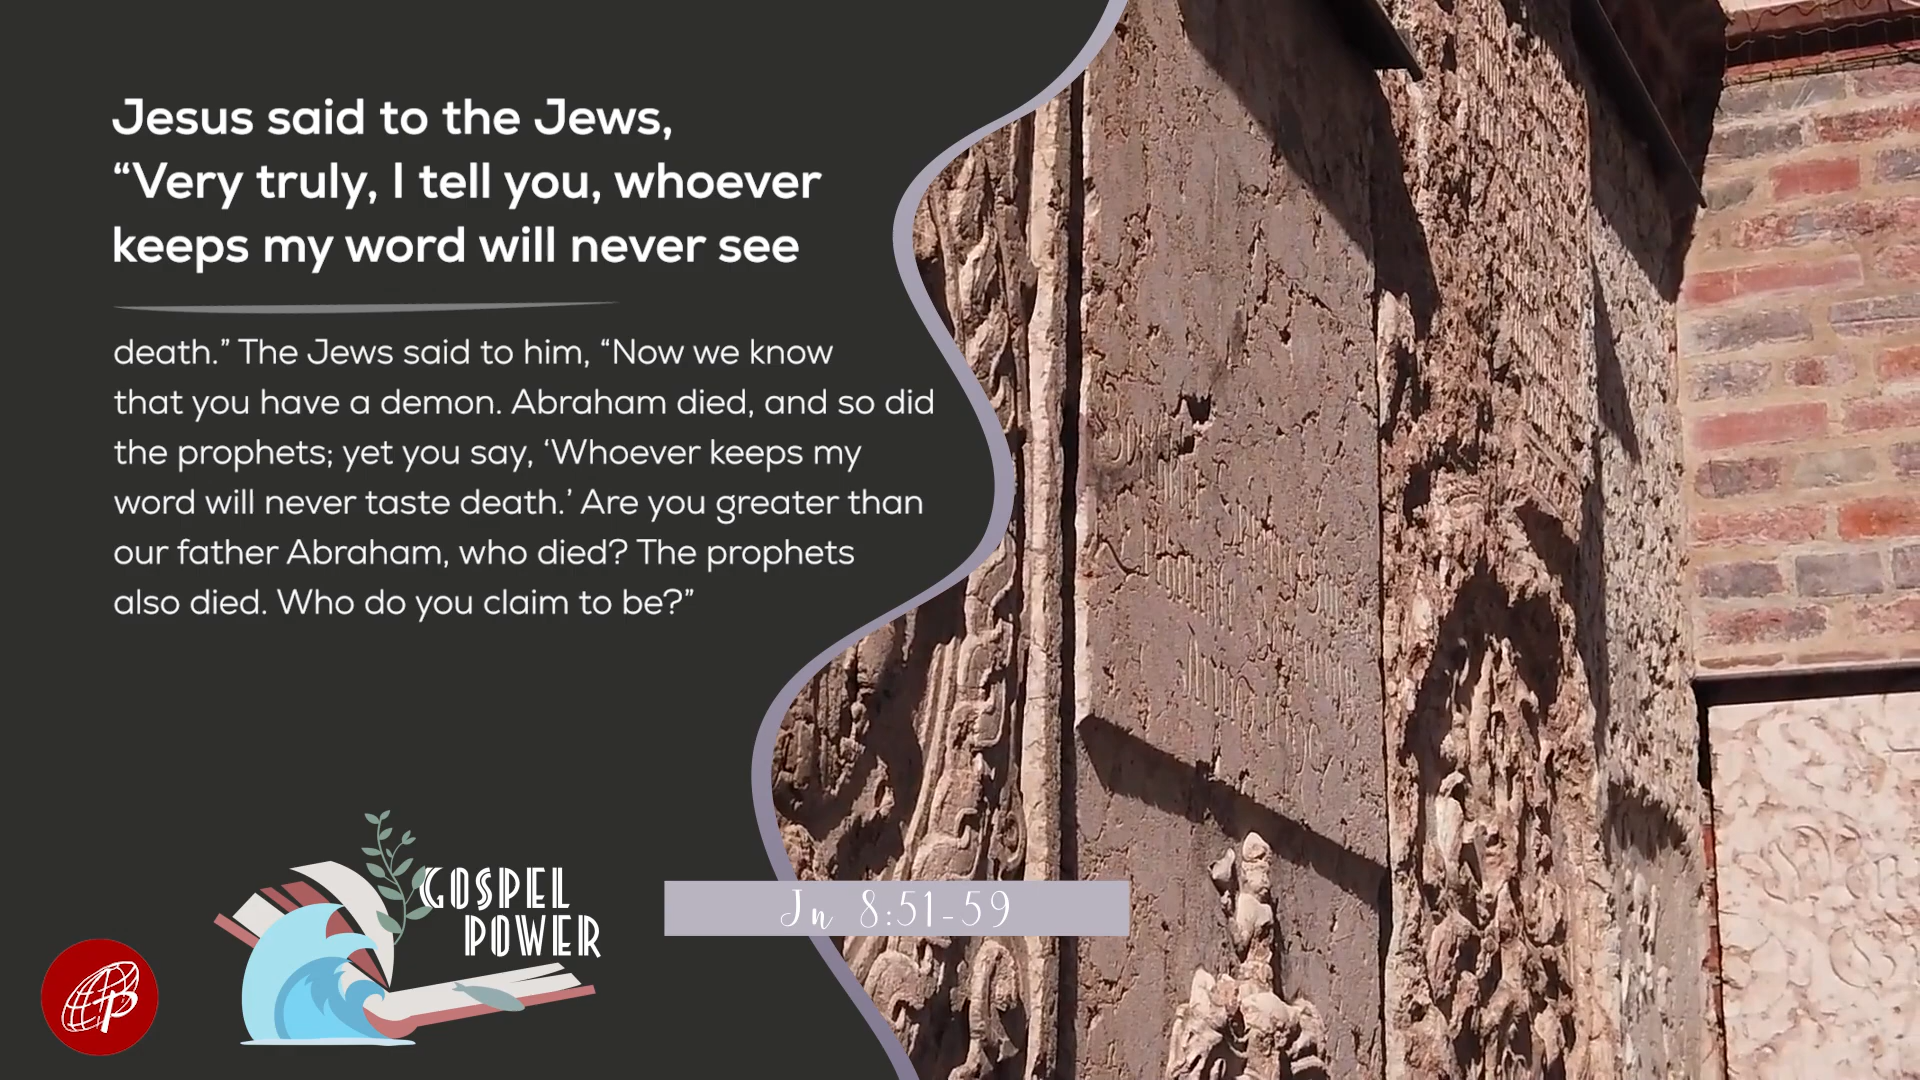 Jesus said to the Jews,
“Very truly, I tell you, whoever
keeps my word will never see
death.” The Jews said to him, “Now we know
that you have a demon. Abraham died, and so did
the prophets; yet you say, ‘Whoever keeps my
word will never taste death.’ Are you greater than
our father Abraham, who died? The prophets
also died. Who do you claim to be?”
GOSPEL
POWER
Jn 8:51-59